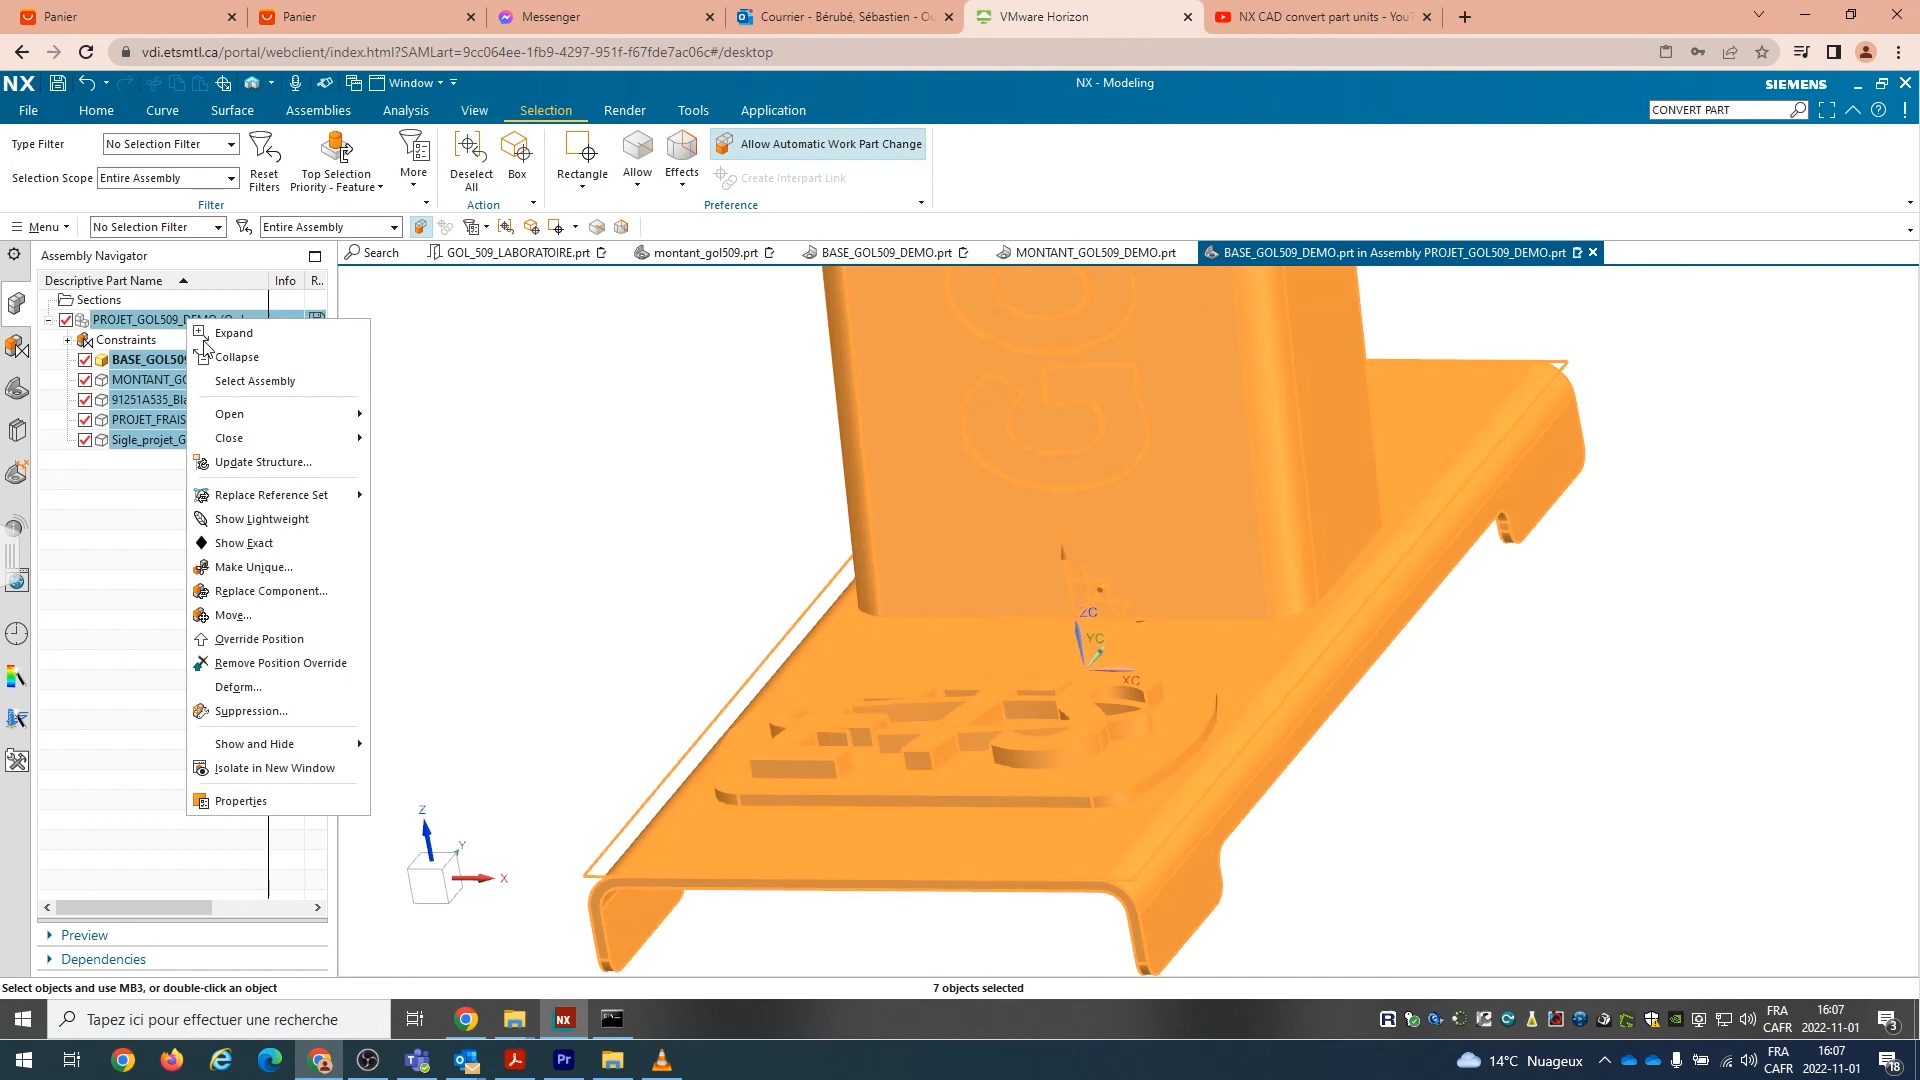 Panier
Panier
Messenger
Courrier - Bérubé, Sébastien - Ou
VMware Horizon
NX CAD convert part units - YouT
vdi.etsmtl.ca/portal/webclient/index.html?SAMLart=9cc064ee-1fb9-4297-951f-f67fde7ac06c#/desktop
NX
Window
NX - Modeling
SIEMENS
File Home Curve Surface Assemblies Analysis View Selection Render Tools Application
CONVERT PART
Type Filter
No Selection Filter
Selection Scope
Entire Assembly
Reset Filters
Top Selection Priority - Feature
More
Deselect All
Box
Rectangle
Allow
Effects
Allow Automatic Work Part Change
Create Interpart Link
Filter
Action
Preference
Menu
No Selection Filter
Entire Assembly
Assembly Navigator
Search
GOL_509_LABORATOIRE.prt
montant_gol509.prt
BASE_GOL509_DEMO.prt
MONTANT_GOL509_DEMO.prt
BASE_GOL509_DEMO.prt in Assembly PROJET_GOL509_DEMO.prt
Descriptive Part Name
Info
R..
Sections
PROJET_GOL509_DEMO
Constraints
BASE_GOL509
MONTANT_GO
91251A535_Bla
PROJET_FRAIS
Sigle_projet_G
Expand
Collapse
Select Assembly
Open
Close
Update Structure...
Replace Reference Set
Show Lightweight
Show Exact
Make Unique...
Replace Component...
Move...
Override Position
Remove Position Override
Deform...
Suppression...
Show and Hide
Isolate in New Window
Properties
GO
ZC
YC
XC
Z
Y
X
Preview
Dependencies
Select objects and use MB3, or double-click an object
7 objects selected
Tapez ici pour effectuer une recherche
NX
FRA
CAFR
16:07
2022-11-01
3
Pr
14°C Nuageux
FRA
CAFR
16:07
2022-11-01
18